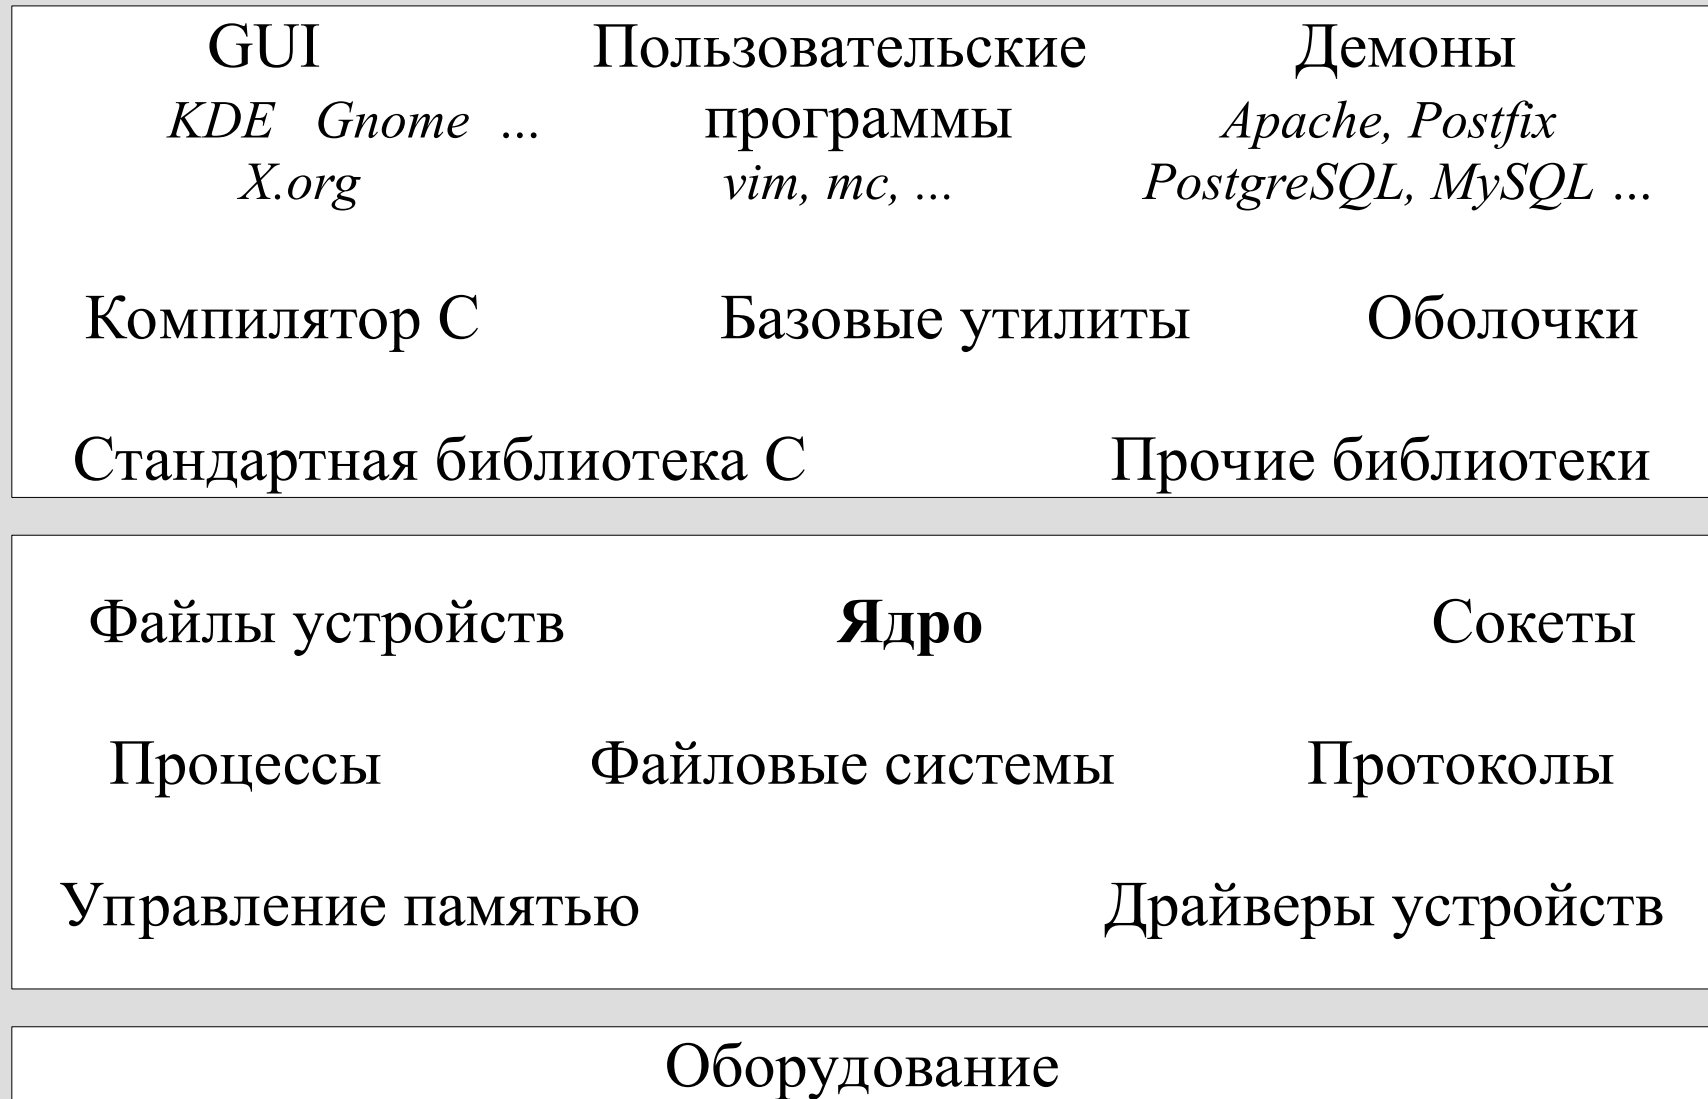 GUI Пользовательские Демоны
KDE Gnome ... программы Apache, Postfix
X.org vim, mc, ... PostgreSQL, MySQL ...
Компилятор C Базовые утилиты Оболочки
Стандартная библиотека C Прочие библиотеки
Файлы устройств Ядро Сокеты
Процессы Файловые системы Протоколы
Управление памятью Драйверы устройств
Оборудование